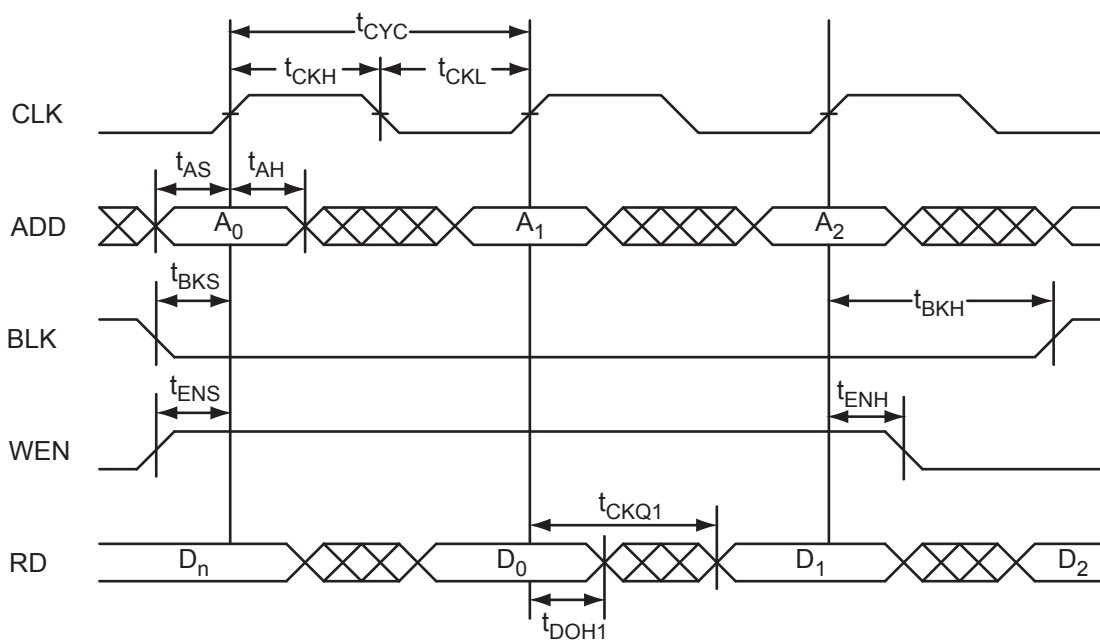 tCYC
tCKH tCKL
CLK
tAS tAH
ADD A0 A1 A2
tBKS tBKH
BLK
tENS tENH
WEN
tCKQ1
RD Dn D0 D1 D2
tDOH1